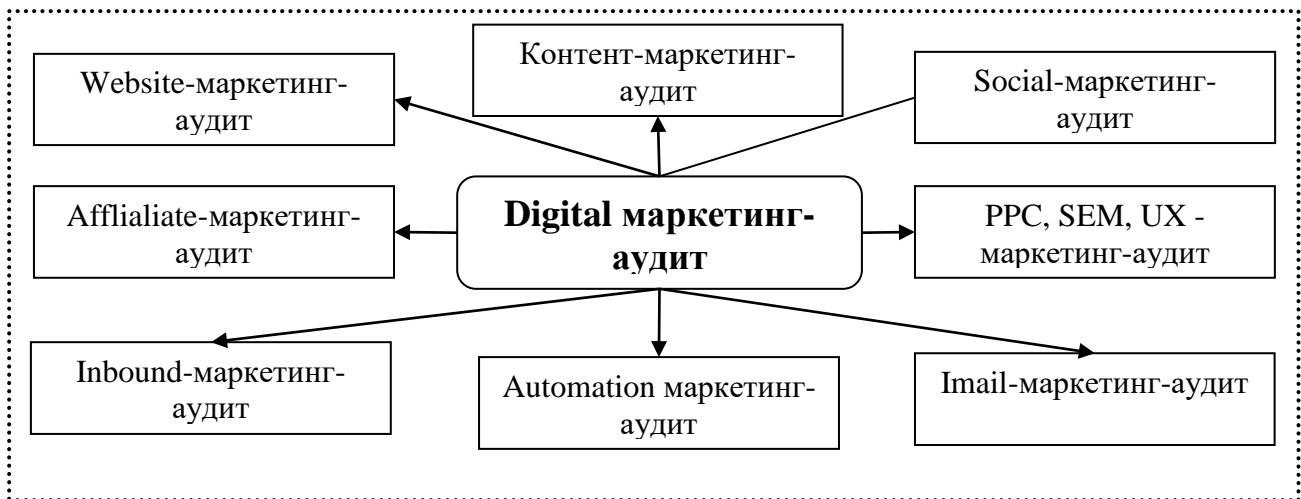 Website-маркетинг-
аудит
Контент-маркетинг-
аудит
Social-маркетинг-
аудит
Afflialiate-маркетинг-
аудит
Digital маркетинг-
аудит
PPC, SEM, UX -
маркетинг-аудит
Inbound-маркетинг-
аудит
Automation маркетинг-
аудит
Imail-маркетинг-аудит